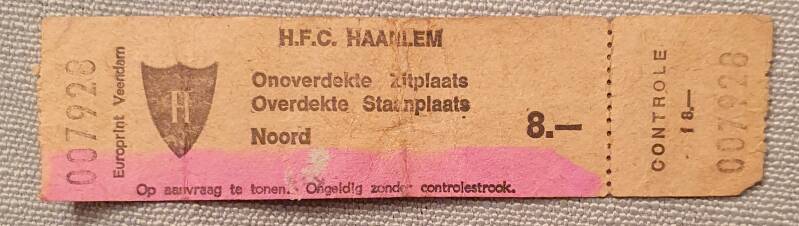 007928
Europrint Veendam
H
H.F.C. HAARLEM
Onoverdekte Zitplaats
Overdekte Staanplaats
Noord
8.—
Op aanvraag te tonen. Ongeldig zonder controlestrook.
CONTROLE
18.—
007928